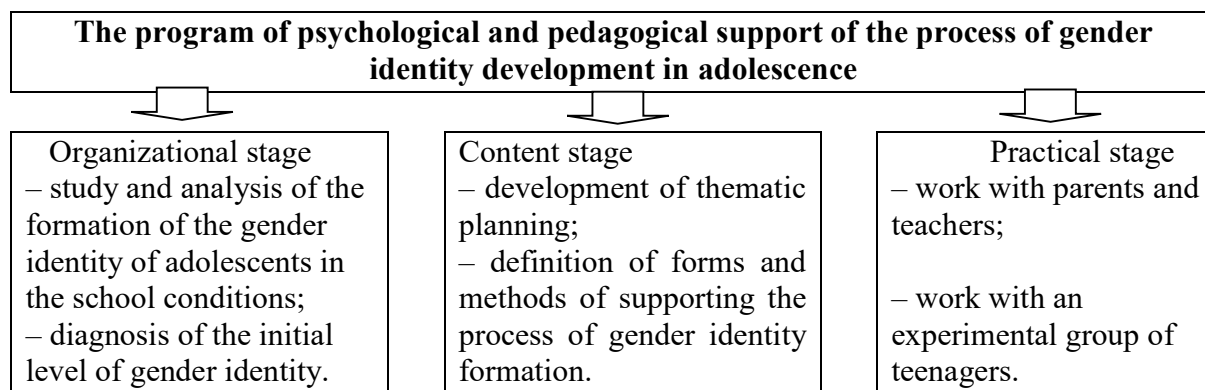 The program of psychological and pedagogical support of the process of gender
identity development in adolescence
Organizational stage
– study and analysis of the
formation of the gender
identity of adolescents in
the school conditions;
– diagnosis of the initial
level of gender identity.
Content stage
– development of thematic
planning;
– definition of forms and
methods of supporting the
process of gender identity
formation.
Practical stage
– work with parents and
teachers;
– work with an
experimental group of
teenagers.